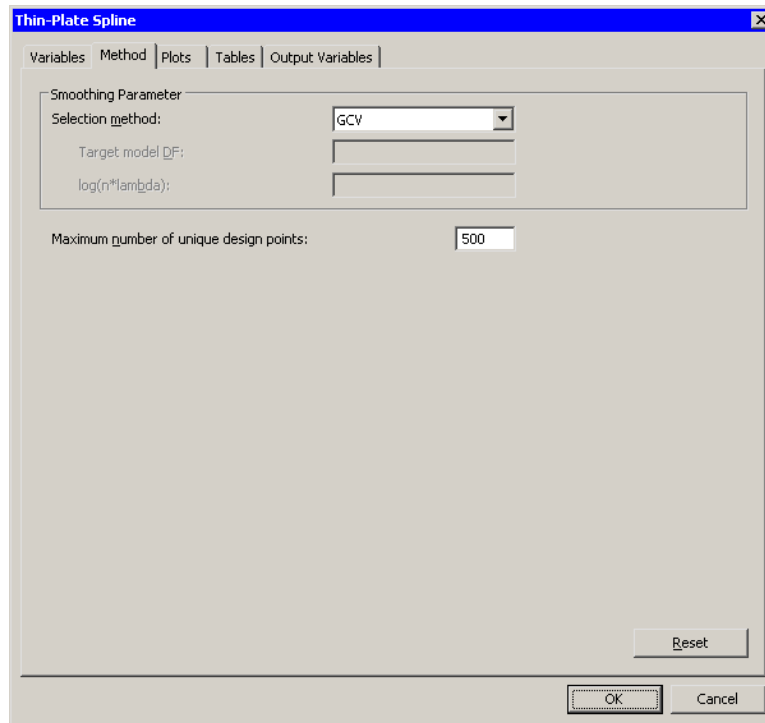 Thin-Plate Spline
Variables Method Plots Tables Output Variables
Smoothing Parameter
Selection method: GCV
Target model DF:
log(n*lambda):
Maximum number of unique design points: 500
Reset
OK Cancel